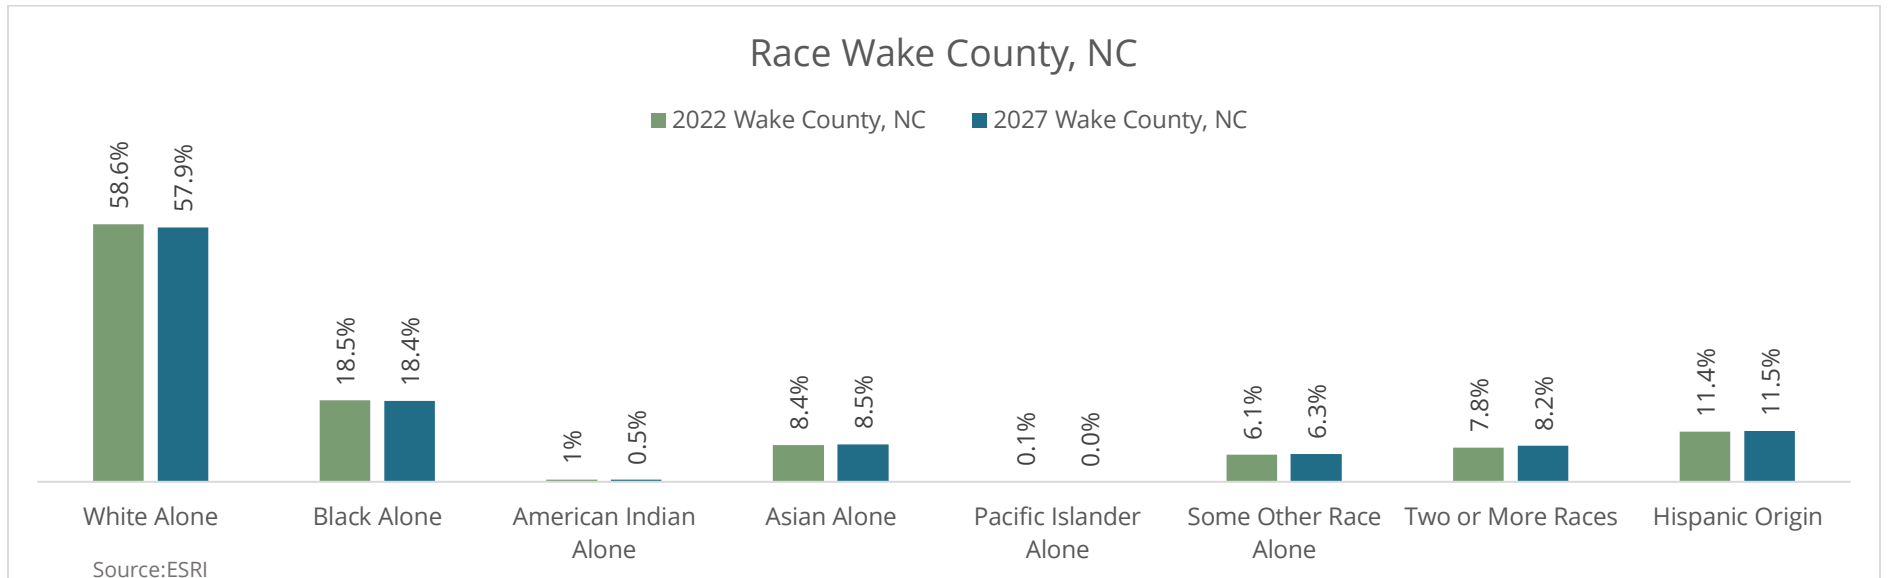 Race Wake County, NC
2022 Wake County, NC
2027 Wake County, NC
58.6%
57.9%
18.5%
18.4%
1%
0.5%
8.4%
8.5%
0.1%
0.0%
6.1%
6.3%
7.8%
8.2%
11.4%
11.5%
White Alone
Black Alone
American Indian
Alone
Asian Alone
Pacific Islander
Alone
Some Other Race
Alone
Two or More Races
Hispanic Origin
Source:ESRI